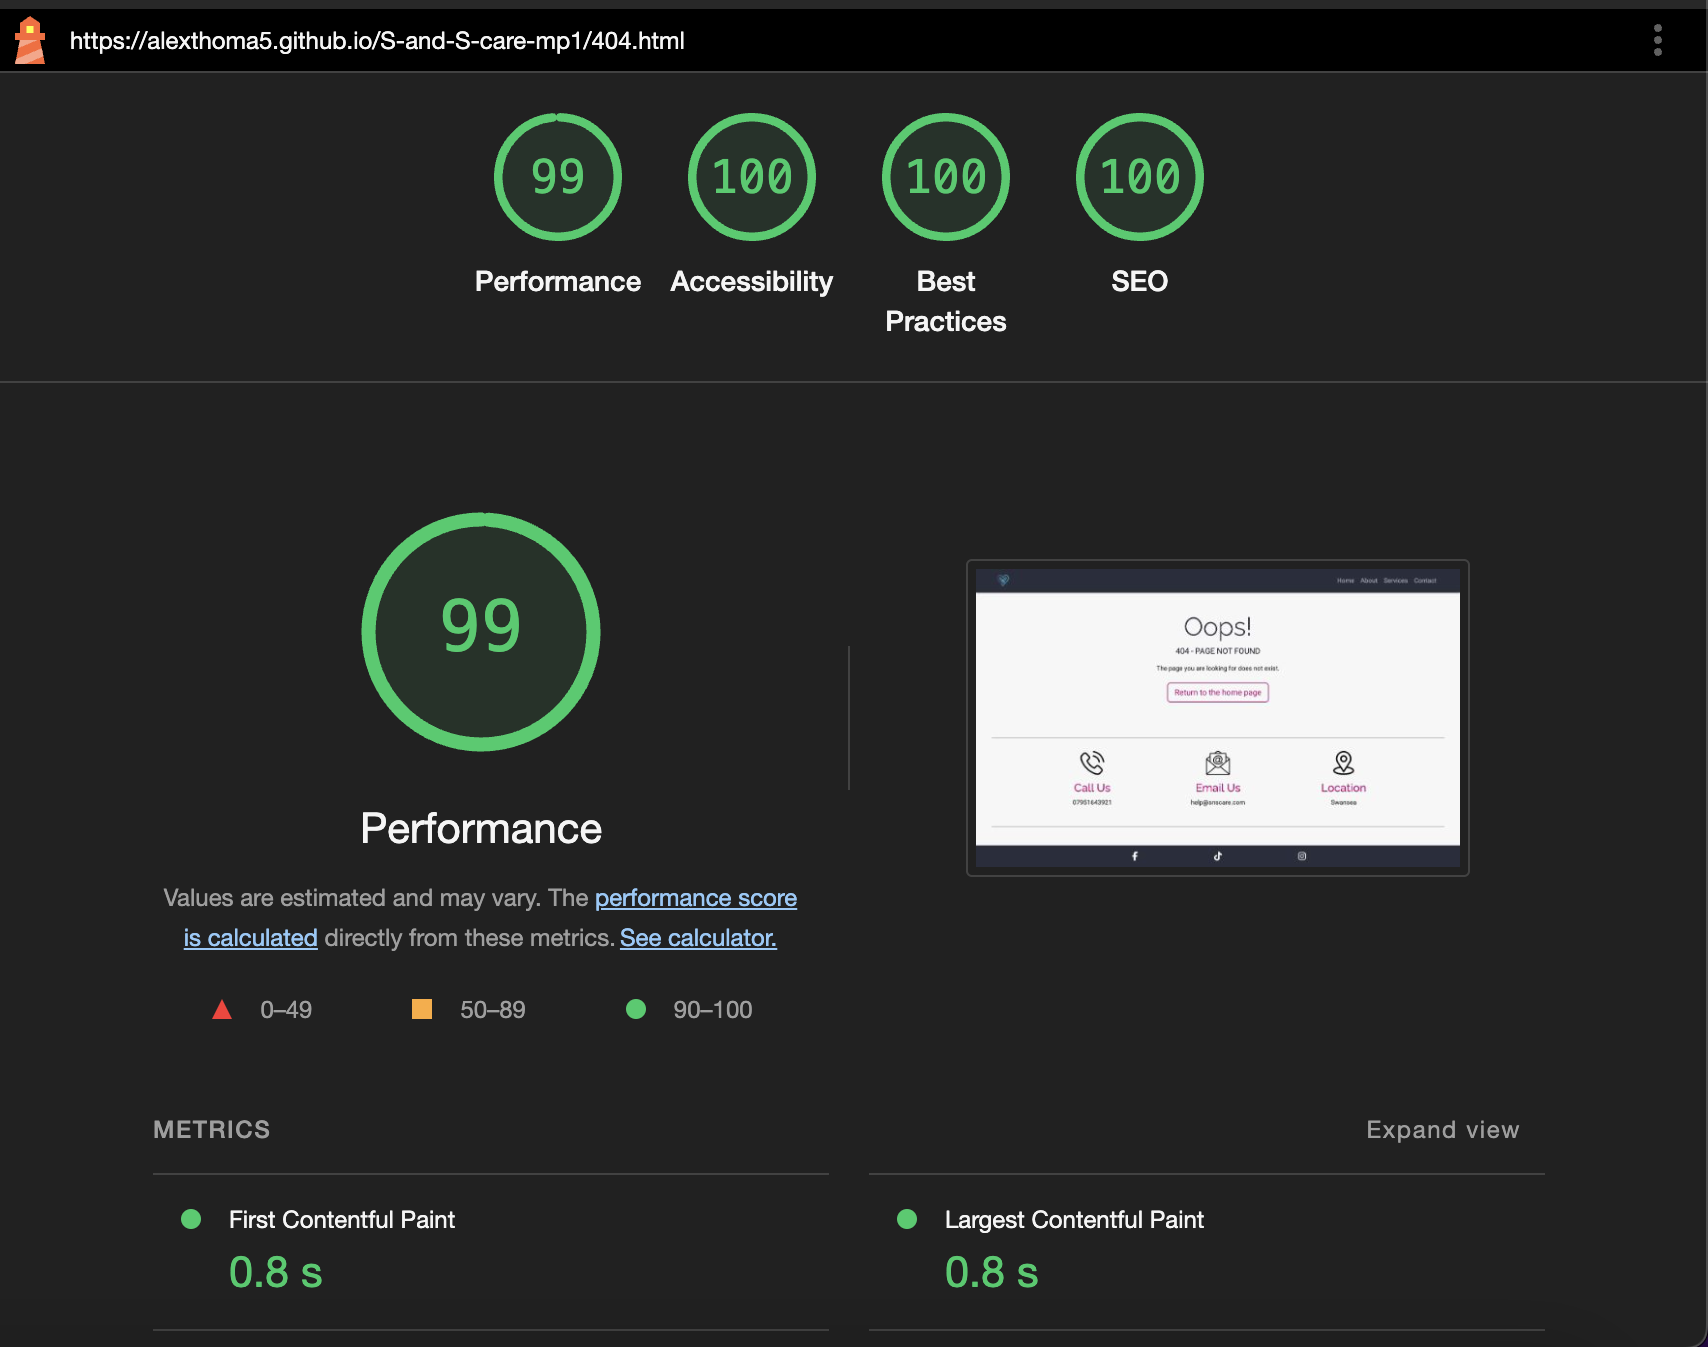 https://alexthoma5.github.io/S-and-S-care-mp1/404.html
99
100
100
100
Performance
Accessibility
Best
Practices
SEO
99
Performance
Values are estimated and may vary. The performance score
is calculated directly from these metrics. See calculator.
0–49
50–89
90–100
Home About Services Contact
Oops!
404 - PAGE NOT FOUND
The page you are looking for does not exist.
Return to the home page
Call Us
07951643921
Email Us
help@snscare.com
Location
Swansea
METRICS
Expand view
First Contentful Paint
0.8 s
Largest Contentful Paint
0.8 s